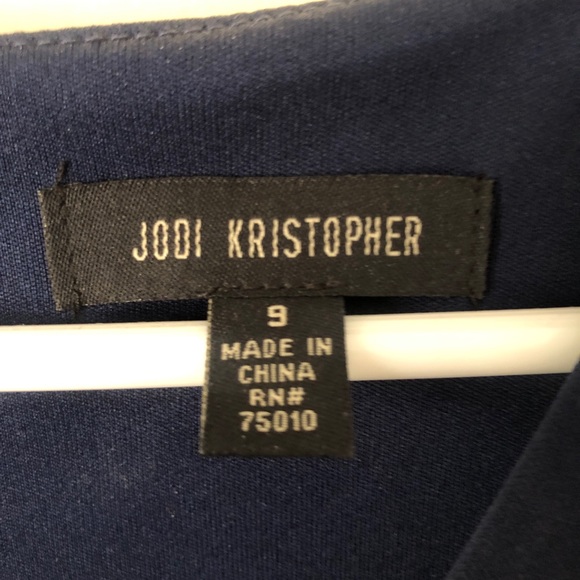 JODI KRISTOPHER
9
MADE IN
CHINA
RN#
75010